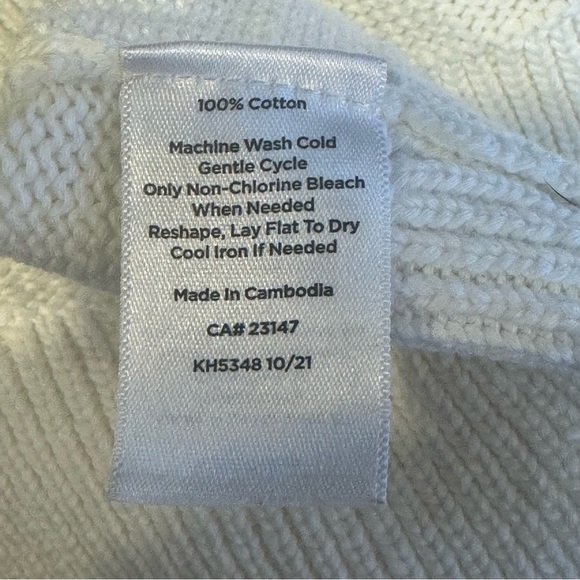 100% Cotton
Machine Wash Cold
Gentle Cycle
Only Non-Chlorine Bleach
When Needed
Reshape, Lay Flat To Dry
Cool Iron If Needed
Made In Cambodia
CA# 23147
KH5348 10/21